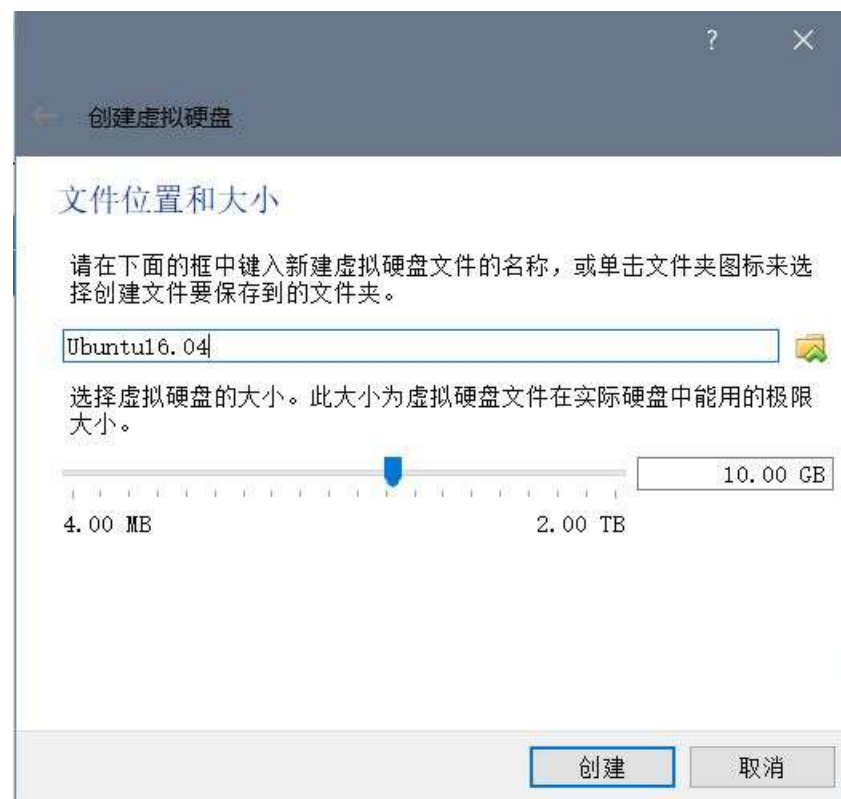 ?
创建虚拟硬盘
文件位置和大小
请在下面的框中键入新建虚拟硬盘文件的名称，或单击文件夹图标来选
择创建文件要保存到的文件夹。
Ubuntu16.04
选择虚拟硬盘的大小。此大小为虚拟硬盘文件在实际硬盘中能用的极限
大小。
10.00 GB
4.00 MB 2.00 TB
创建 取消